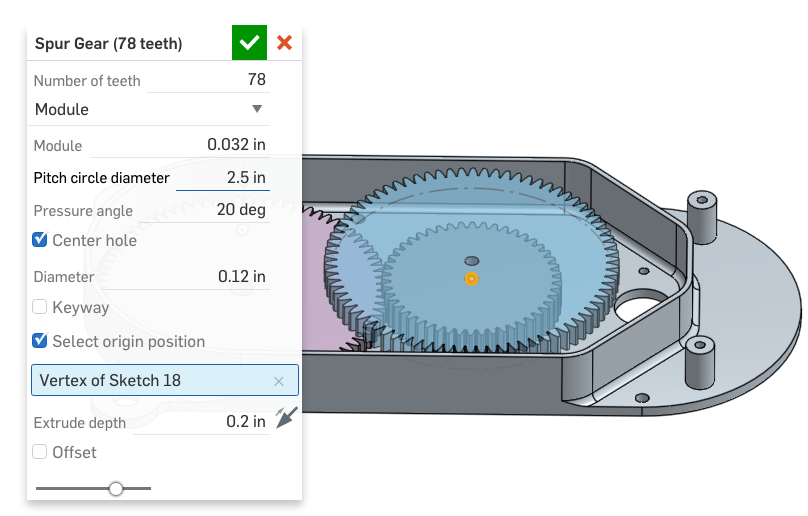 Spur Gear (78 teeth)
Number of teeth 78
Module
Module 0.032 in
Pitch circle diameter 2.5 in
Pressure angle 20 deg
Center hole
Diameter 0.12 in
Keyway
Select origin position
Vertex of Sketch 18
Extrude depth 0.2 in
Offset